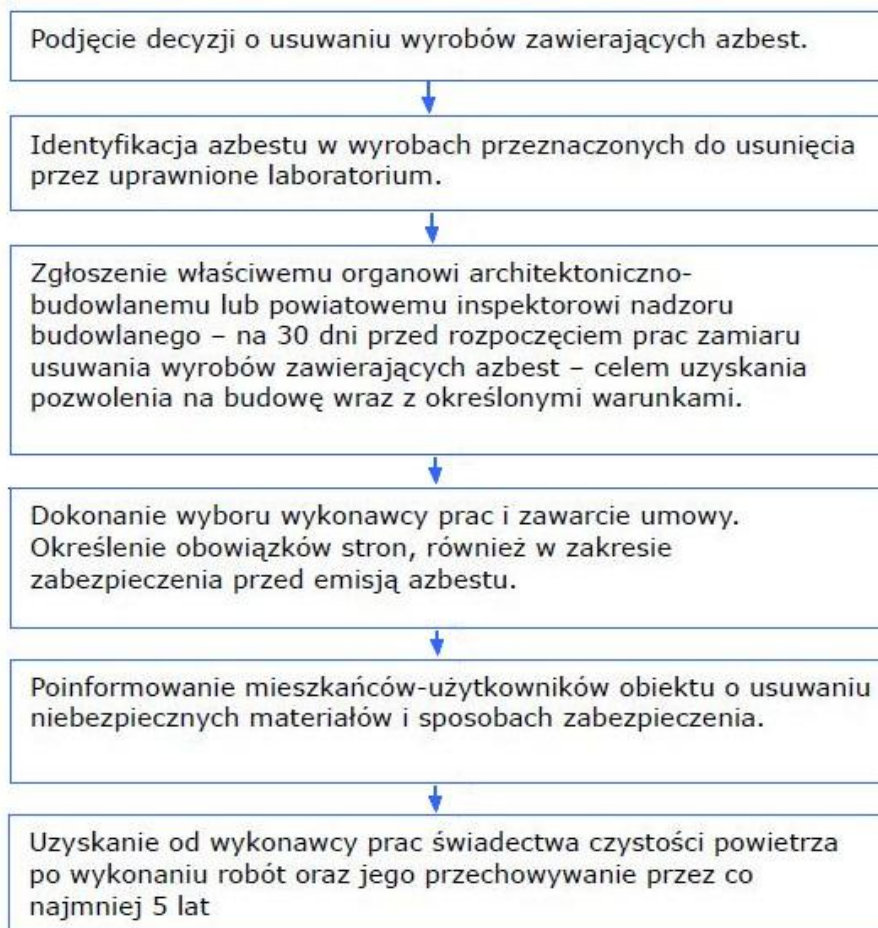 Podjęcie decyzji o usuwaniu wyrobów zawierających azbest.
Identyfikacja azbestu w wyrobach przeznaczonych do usunięcia
przez uprawnione laboratorium.
Zgłoszenie właściwemu organowi architektoniczno-
budowlanemu lub powiatowemu inspektorowi nadzoru
budowlanego – na 30 dni przed rozpoczęciem prac zamiaru
usuwania wyrobów zawierających azbest – celem uzyskania
pozwolenia na budowę wraz z określonymi warunkami.
Dokonanie wyboru wykonawcy prac i zawarcie umowy.
Określenie obowiązków stron, również w zakresie
zabezpieczenia przed emisją azbestu.
Poinformowanie mieszkańców-użytkowników obiektu o usuwaniu
niebezpiecznych materiałów i sposobach zabezpieczenia.
Uzyskanie od wykonawcy prac świadectwa czystości powietrza
po wykonaniu robót oraz jego przechowywanie przez co
najmniej 5 lat